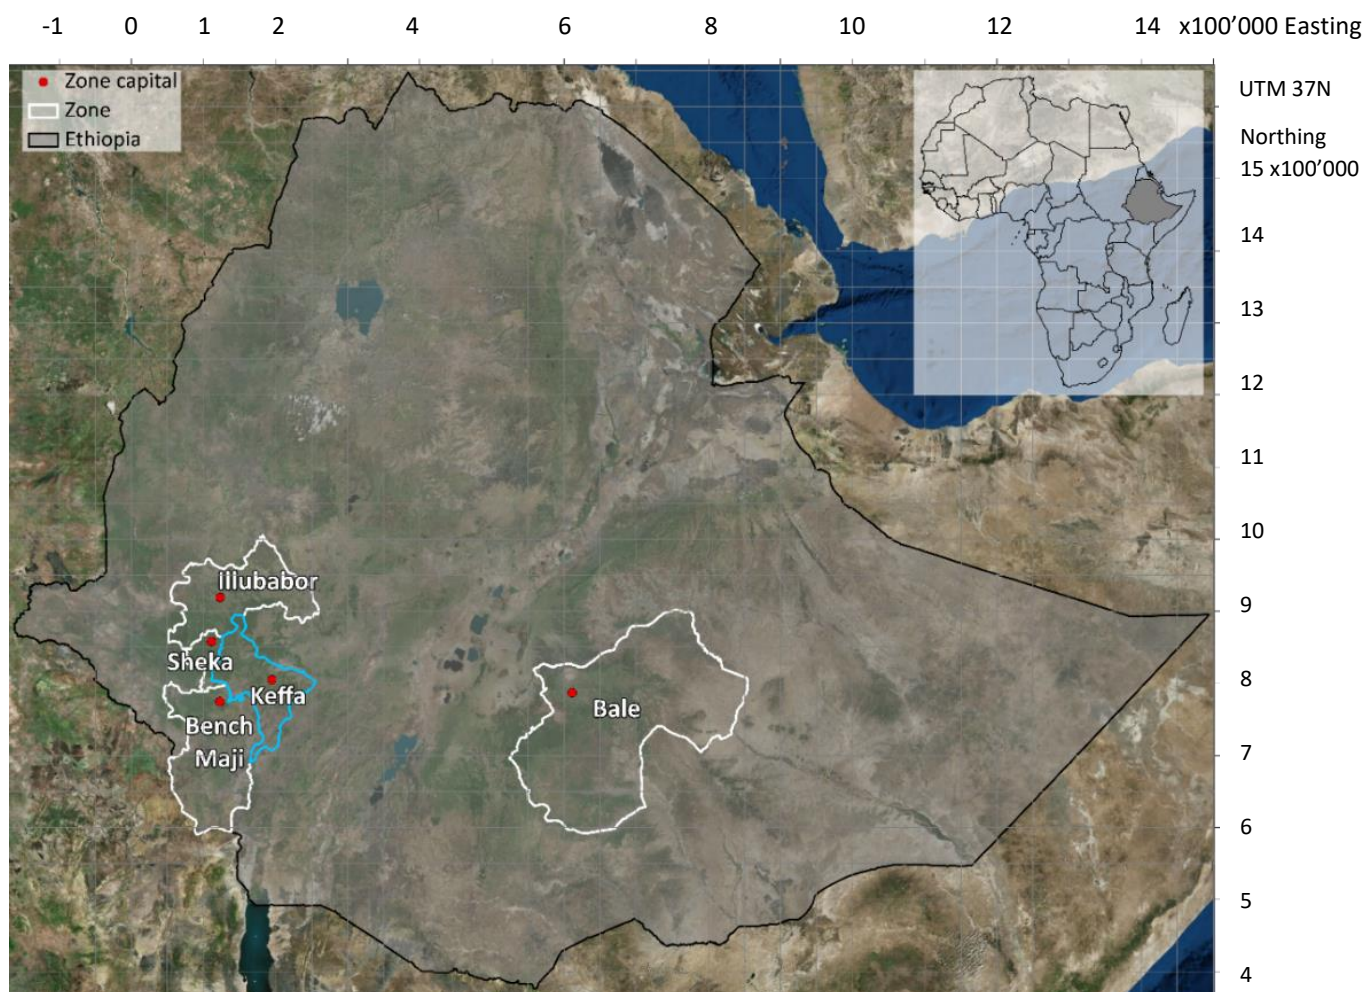 -1 0 1 2 4 6 8 10 12 14 x100’000 Easting
Zone capital
Zone
Ethiopia
UTM 37N
Northing
15 x100’000
14
13
12
11
10
9
8
7
6
5
4
illubabor
Sheka
Keffa
Bench
Maji
Bale